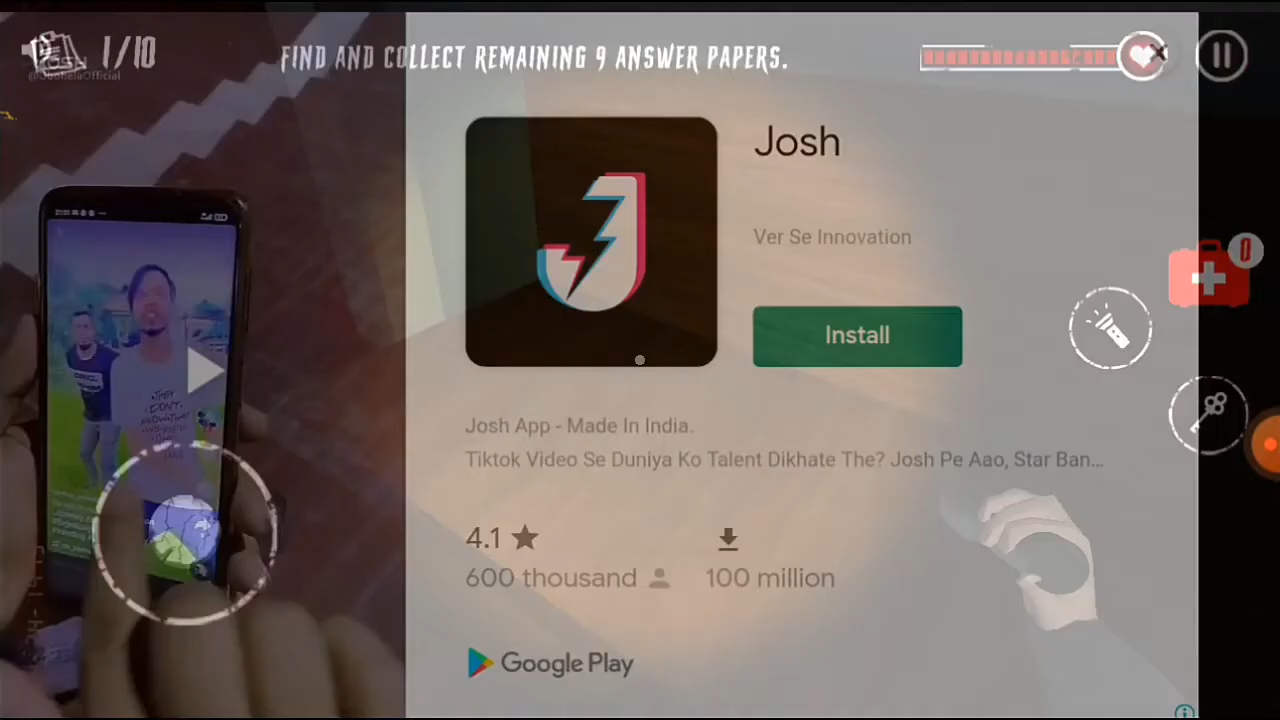 1/10
FIND AND COLLECT REMAINING 9 ANSWER PAPERS.
Josh
Ver Se Innovation
Install
0
Josh App - Made In India.
Tiktok Video Se Duniya Ko Talent Dikhate The? Josh Pe Aao, Star Ban...
4.1
600 thousand
100 million
Google Play